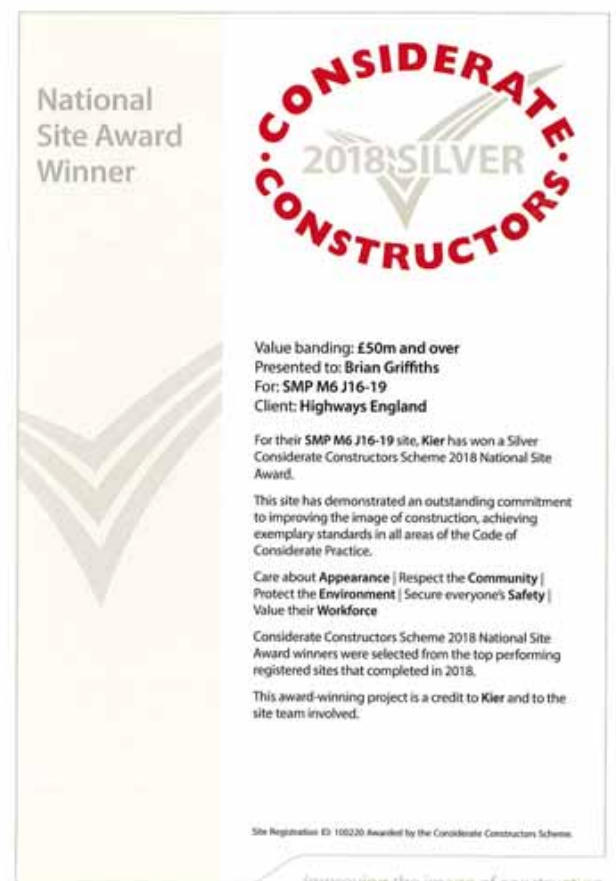 National
Site Award
Winner
CONSIDERATE
2018 SILVER
CONSTRUCTORS
Value banding: £50m and over
Presented to: Brian Griffiths
For: SMP M6 J16-19
Client: Highways England
For their SMP M6 J16-19 site, Kier has won a Silver
Considerate Constructors Scheme 2018 National Site
Award.
This site has demonstrated an outstanding commitment
to improving the image of construction, achieving
exemplary standards in all areas of the Code of
Considerate Practice.
Care about Appearance | Respect the Community |
Protect the Environment | Secure everyone's Safety |
Value their Workforce
Considerate Constructors Scheme 2018 National Site
Award winners were selected from the top performing
registered sites that completed in 2018.
This award-winning project is a credit to Kier and to the
site team involved.
Site Registration ID: 100220 Awarded by the Considerate Constructors Scheme.